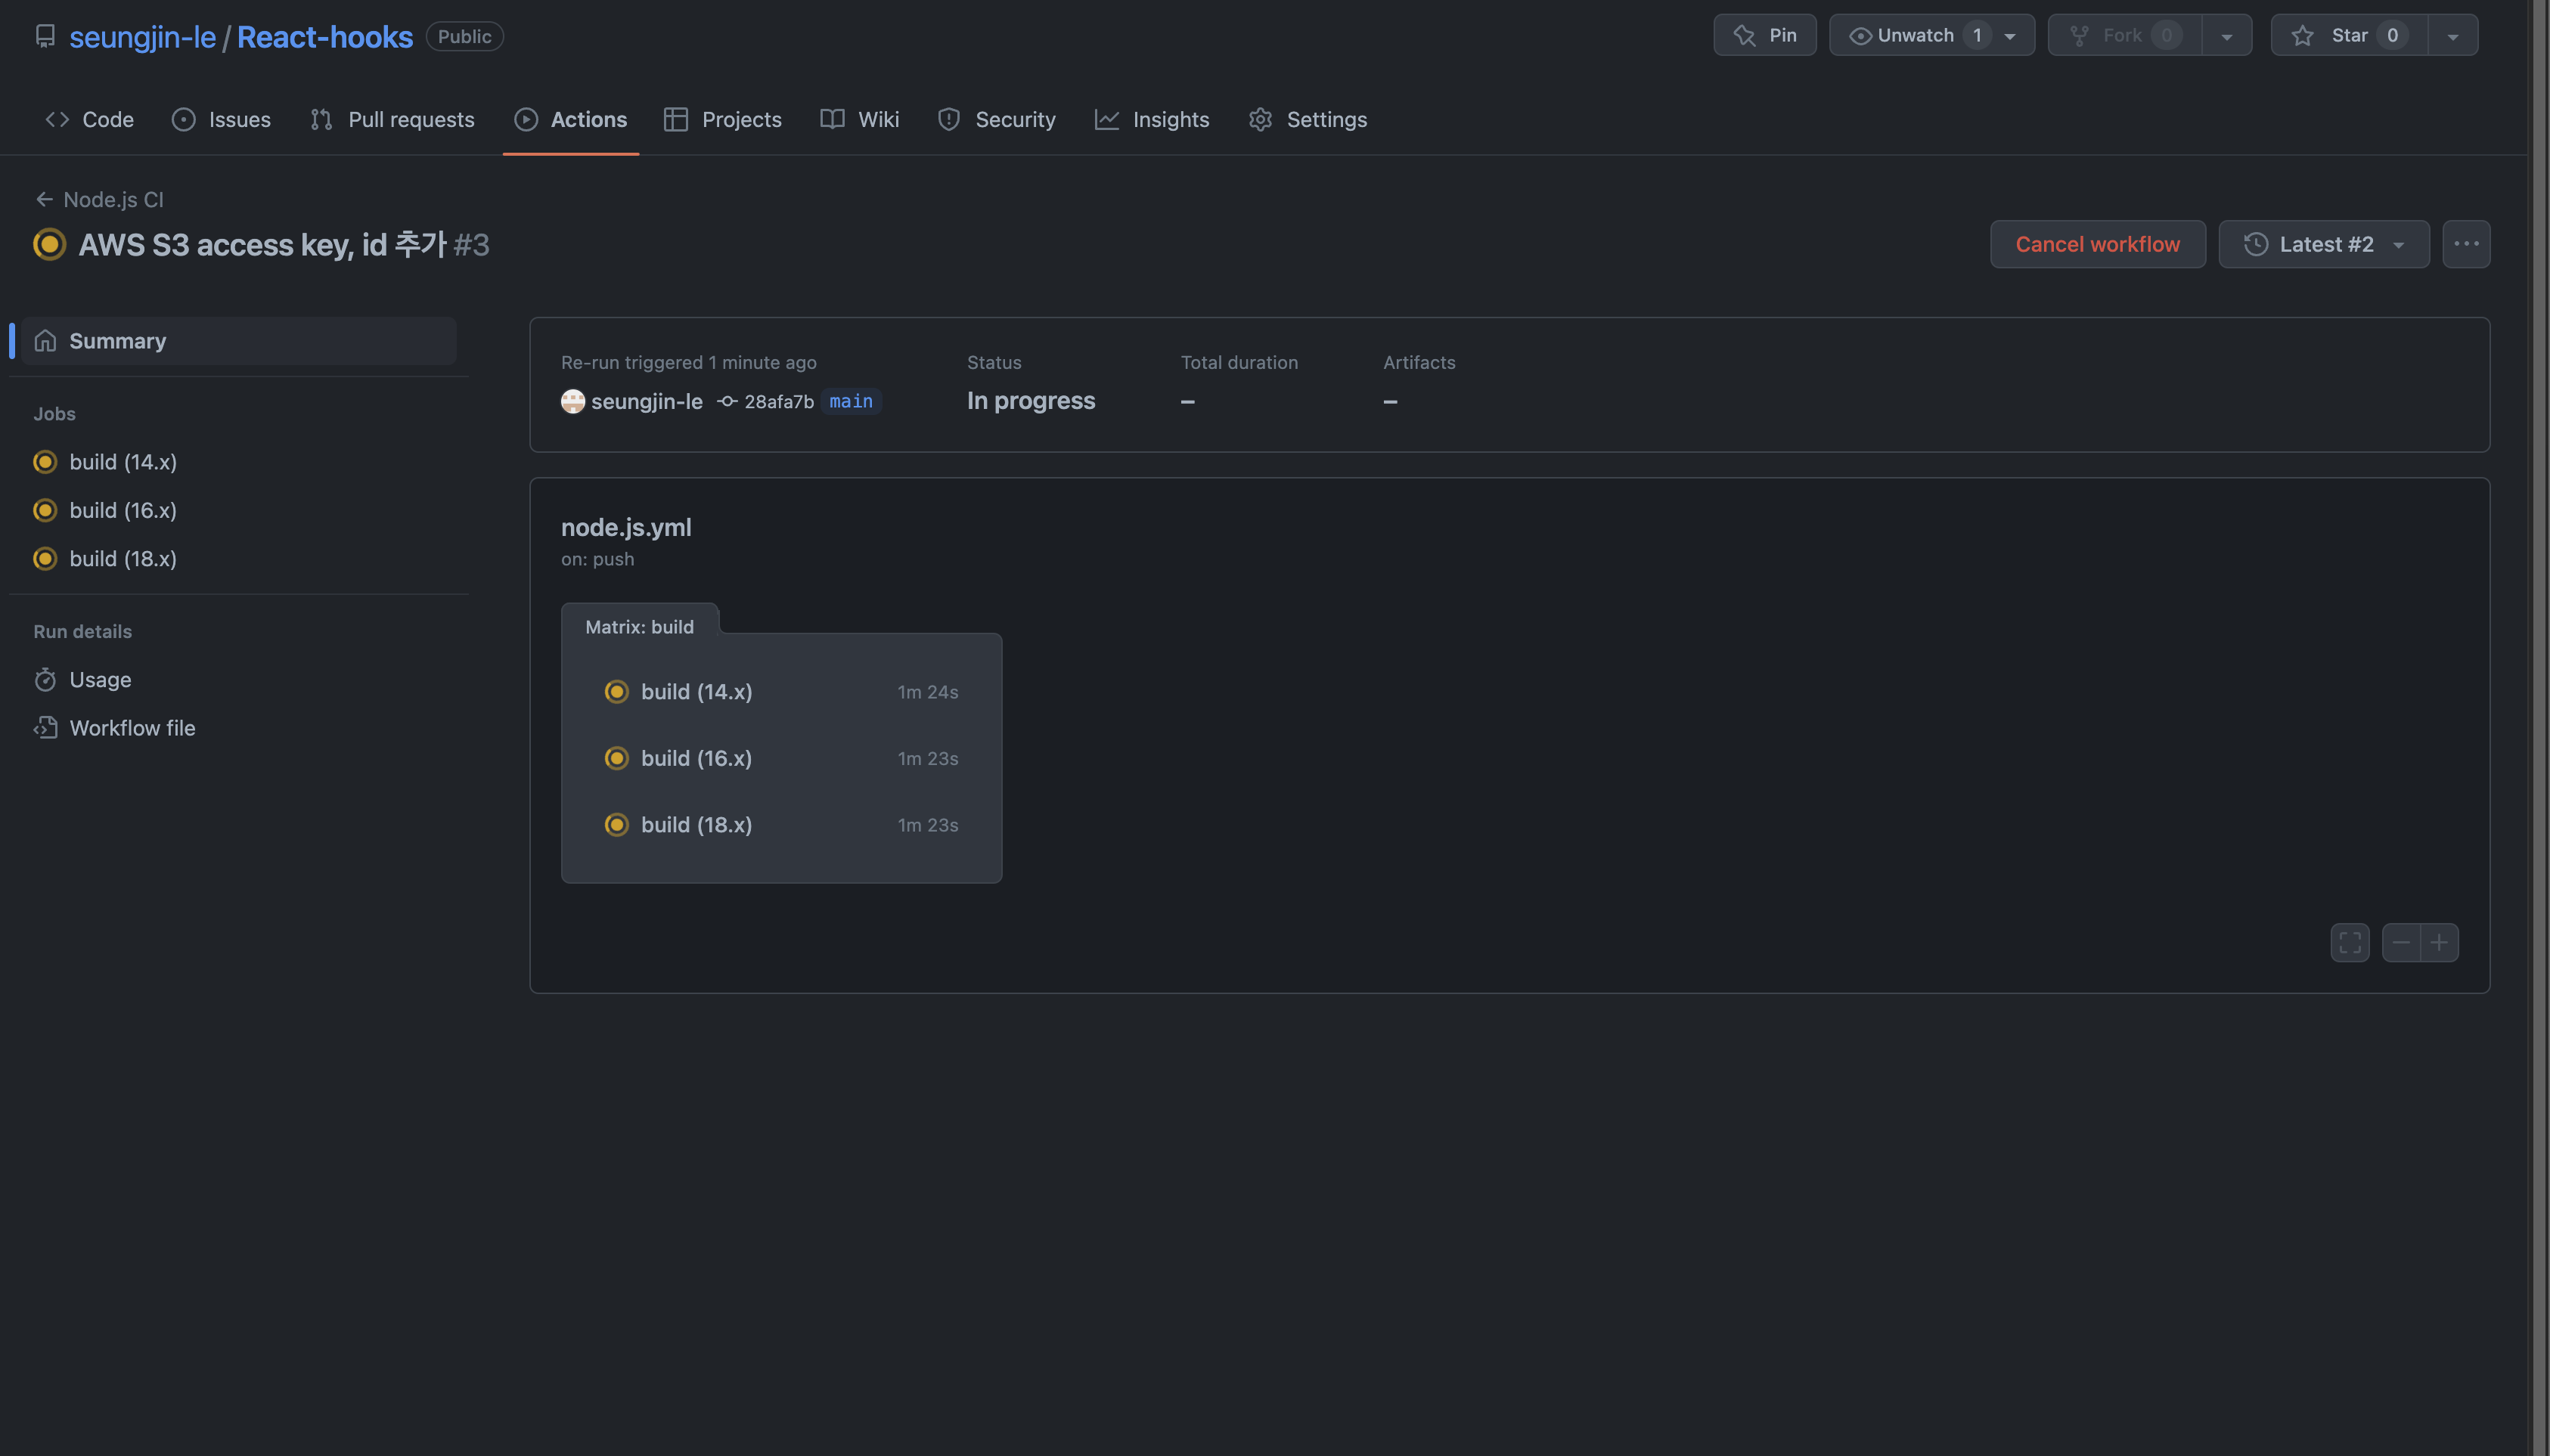 seungjin-le / React-hooks Public
Pin
Unwatch 1
Fork 0
Star 0
Code Issues Pull requests Actions Projects Wiki Security Insights Settings
Node.js CI
AWS S3 access key, id 추가 #3
Cancel workflow
Latest #2
Summary
Jobs
build (14.x)
build (16.x)
build (18.x)
Run details
Usage
Workflow file
Re-run triggered 1 minute ago
seungjin-le 28afa7b main
Status
In progress
Total duration
–
Artifacts
–
node.js.yml
on: push
Matrix: build
build (14.x) 1m 24s
build (16.x) 1m 23s
build (18.x) 1m 23s